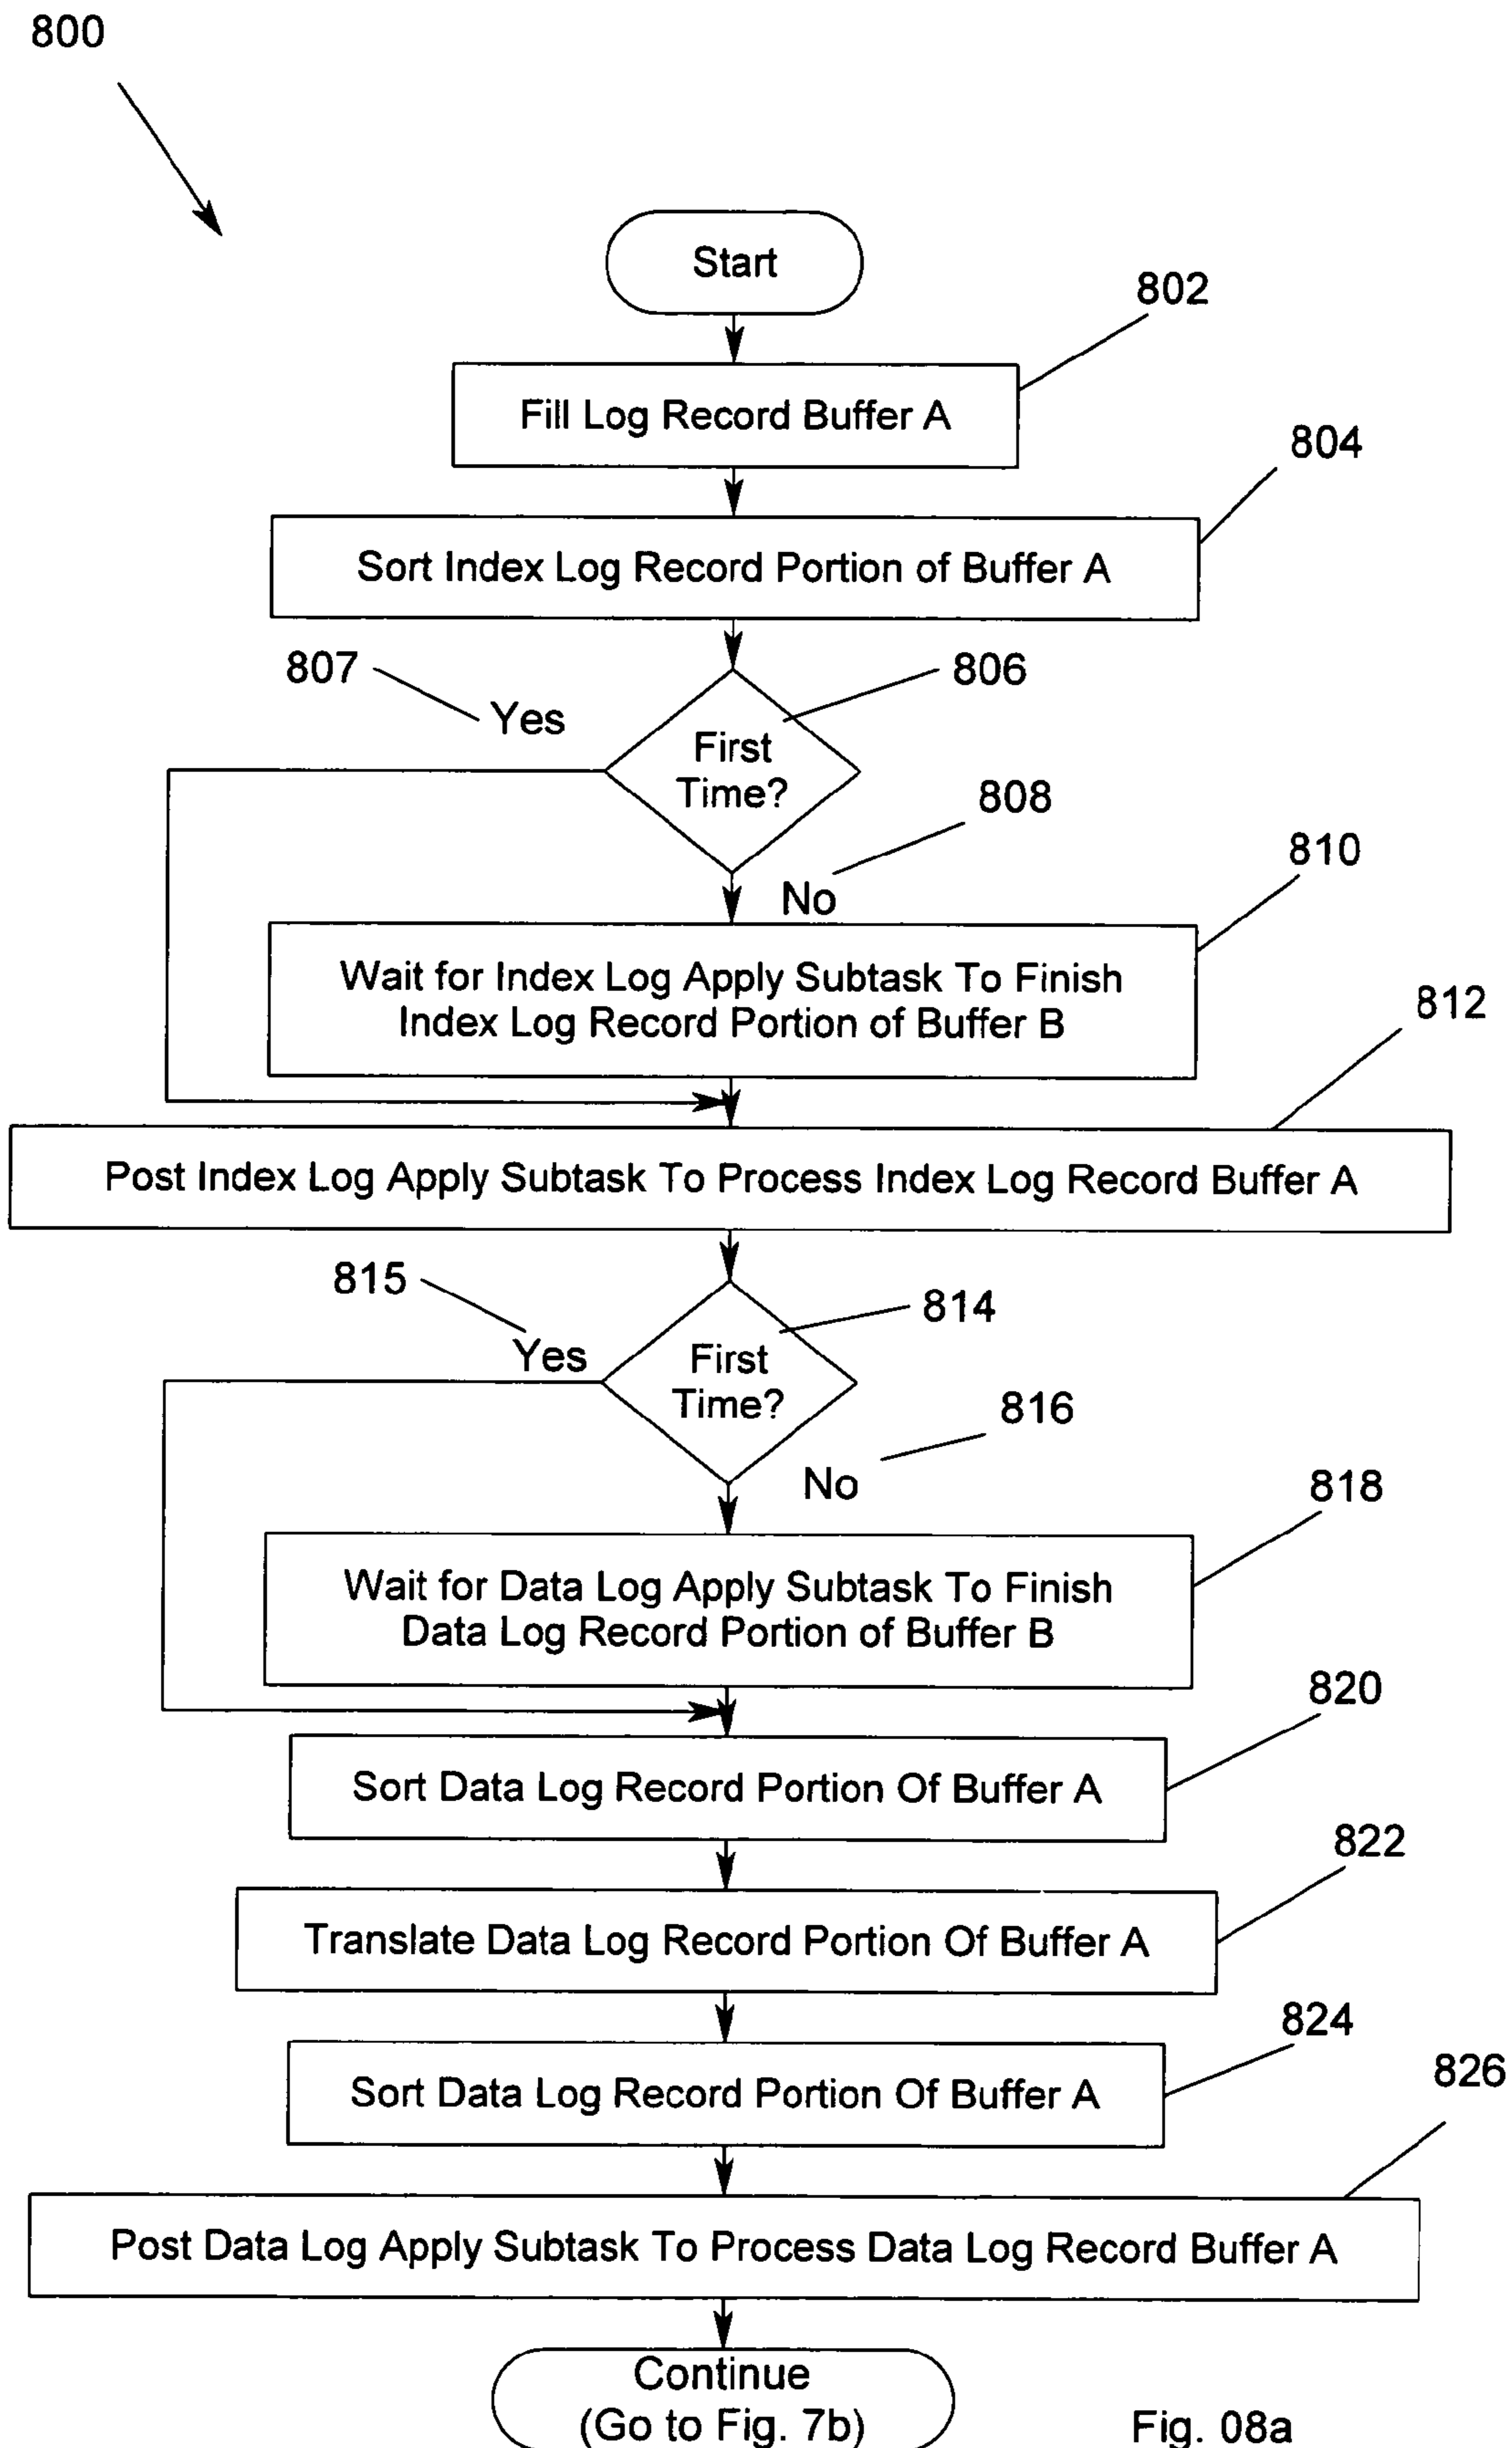 800
Start
802
Fill Log Record Buffer A
804
Sort Index Log Record Portion of Buffer A
807
Yes
806
First
Time?
808
No
810
Wait for Index Log Apply Subtask To Finish
Index Log Record Portion of Buffer B
812
Post Index Log Apply Subtask To Process Index Log Record Buffer A
815
Yes
814
First
Time?
816
No
818
Wait for Data Log Apply Subtask To Finish
Data Log Record Portion of Buffer B
820
Sort Data Log Record Portion Of Buffer A
822
Translate Data Log Record Portion Of Buffer A
824
Sort Data Log Record Portion Of Buffer A
826
Post Data Log Apply Subtask To Process Data Log Record Buffer A
Continue
(Go to Fig. 7b)
Fig. 08a